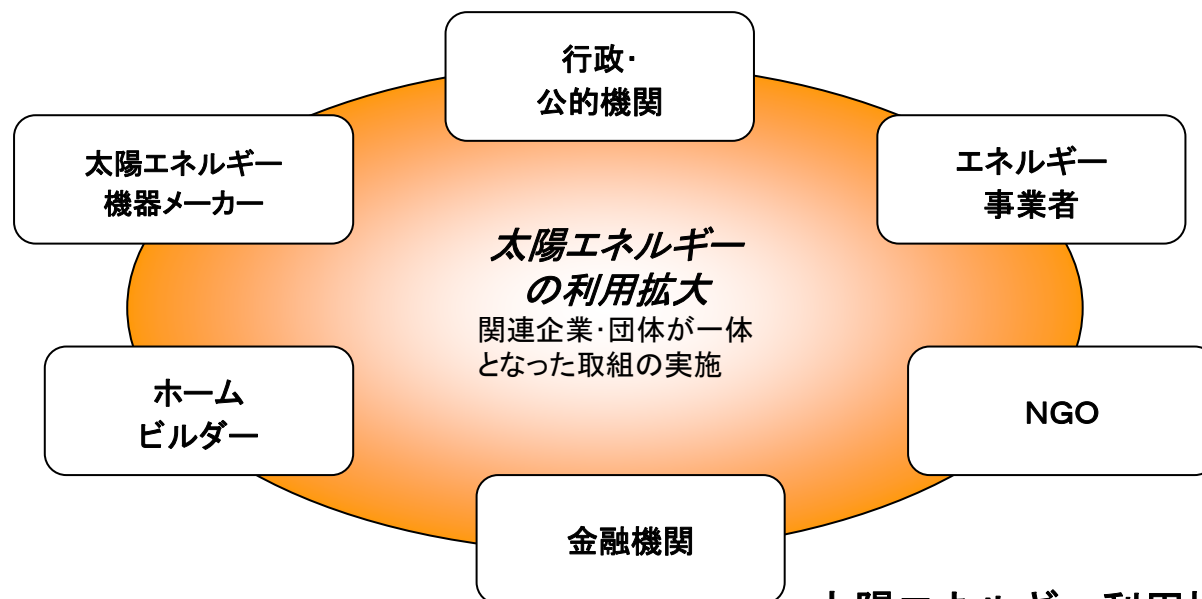 行政・
公的機関
太陽エネルギー
機器メーカー
エネルギー
事業者
太陽エネルギー
の利用拡大
関連企業・団体が一体
となった取組の実施
ホーム
ビルダー
NGO
金融機関